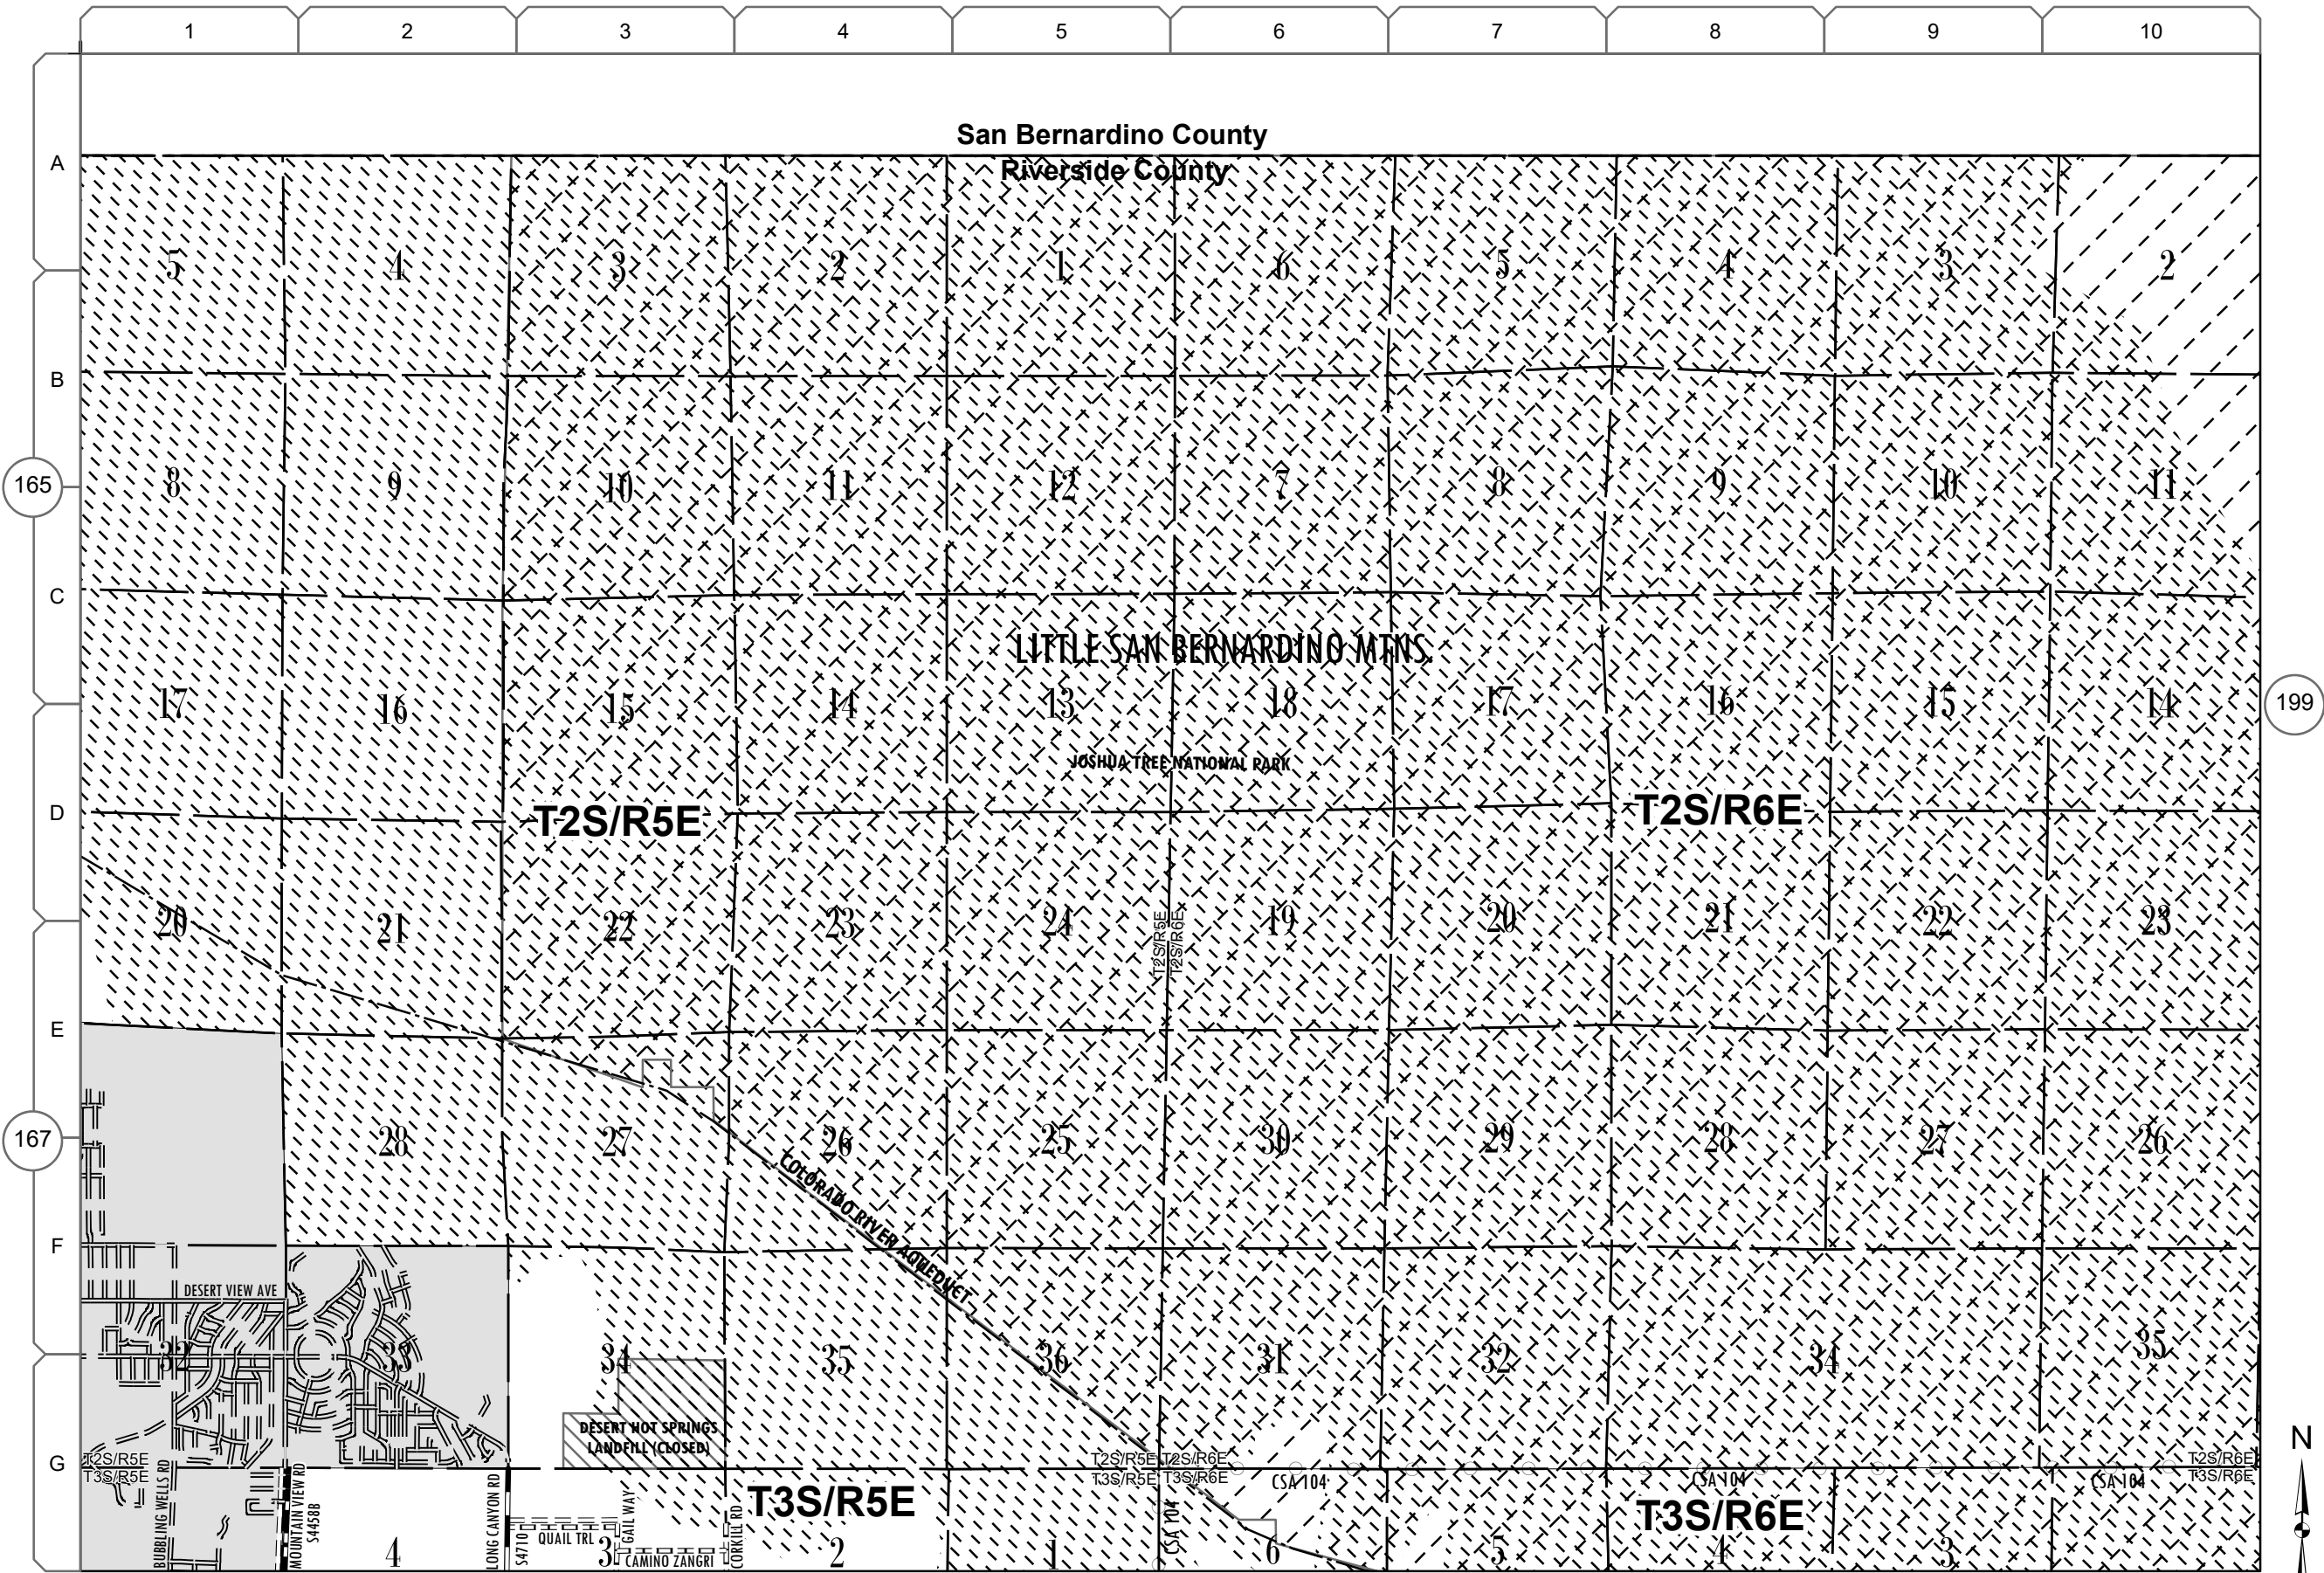 1 2 3 4 5 6 7 8 9 10
San Bernardino County
A
Riverside County
5 4 3 2 1 6 5 4 3 2
B
165
8 9 10 11 12 7 8 9 10 11
C
LITTLE SAN BERNARDINO MTNS.
17 16 15 14 13 18 17 16 15 14
199
JOSHUA TREE NATIONAL PARK
D
T2S/R5E
T2S/R6E
20 21 22 23 24 19 20 21 22 23
T2S/R5E
T2S/R6E
E
167
28 27 26 25 30 29 28 27 26
COLORADO RIVER AQUEDUCT
F
DESERT VIEW AVE
32 33 34 35 36 31 32 34 35
DESERT HOT SPRINGS
LANDFILL (CLOSED)
N
G
T2S/R5E
T3S/R5E
T2S/R5E T2S/R6E
T3S/R5E T3S/R6E
T2S/R6E
T3S/R6E
CSA 104
CSA 104
CSA 104
CSA 104
T3S/R5E
T3S/R6E
BUBBLING WELLS RD
MOUNTAIN VIEW RD
S4458B
LONG CANYON RD
S4710
QUAIL TRL
GAIL WAY
CAMINO ZANGRI
CORKILL RD
4 3 2 1 6 5 4 3